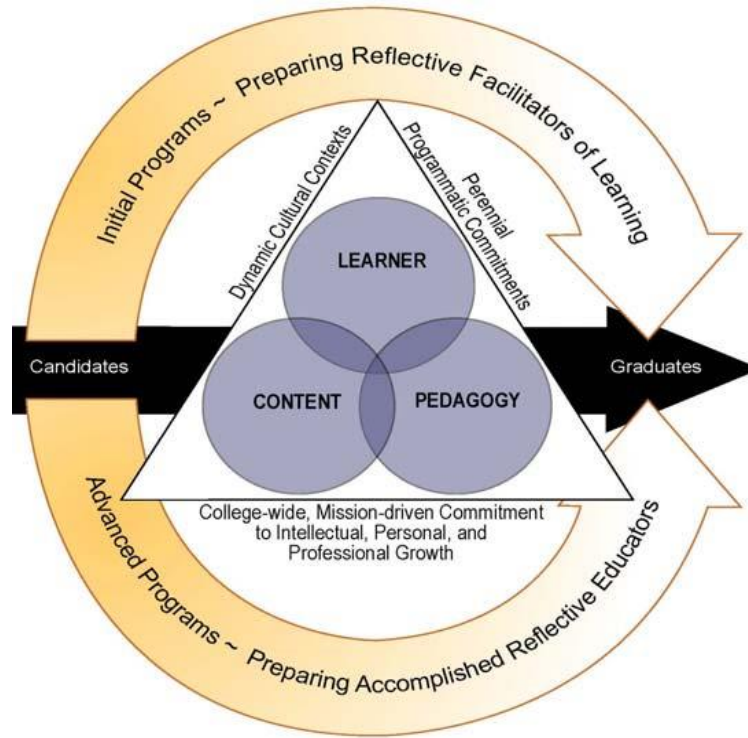 Initial Programs ~ Preparing Reflective Facilitators of Learning
Dynamic Cultural Contexts
Perennial
Programmatic Commitments
LEARNER
Candidates
Graduates
CONTENT
PEDAGOGY
College-wide, Mission-driven Commitment
to Intellectual, Personal, and
Professional Growth
Advanced Programs ~ Preparing Accomplished Reflective Educators